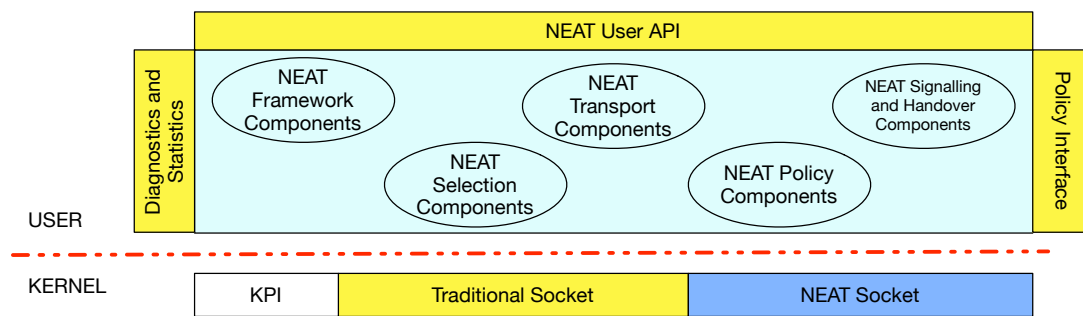 NEAT User API
Diagnostics and
Statistics
NEAT
Framework
Components
NEAT
Transport
Components
NEAT Signalling
and Handover
Components
NEAT
Selection
Components
NEAT Policy
Components
Policy Interface
USER
KERNEL
KPI
Traditional Socket
NEAT Socket